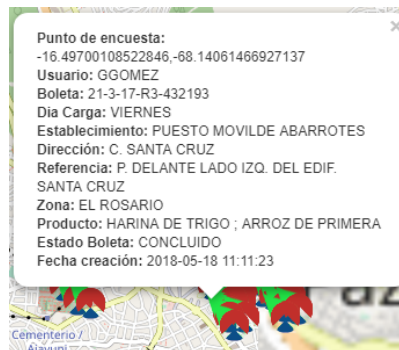 ×
Punto de encuesta:
-16.49700108522846,-68.14061466927137
Usuario: GGOMEZ
Boleta: 21-3-17-R3-432193
Dia Carga: VIERNES
Establecimiento: PUESTO MOVILDE ABARROTES
Dirección: C. SANTA CRUZ
Referencia: P. DELANTE LADO IZQ. DEL EDIF.
SANTA CRUZ
Zona: EL ROSARIO
Producto: HARINA DE TRIGO ; ARROZ DE PRIMERA
Estado Boleta: CONCLUIDO
Fecha creación: 2018-05-18 11:11:23
Cementerio /